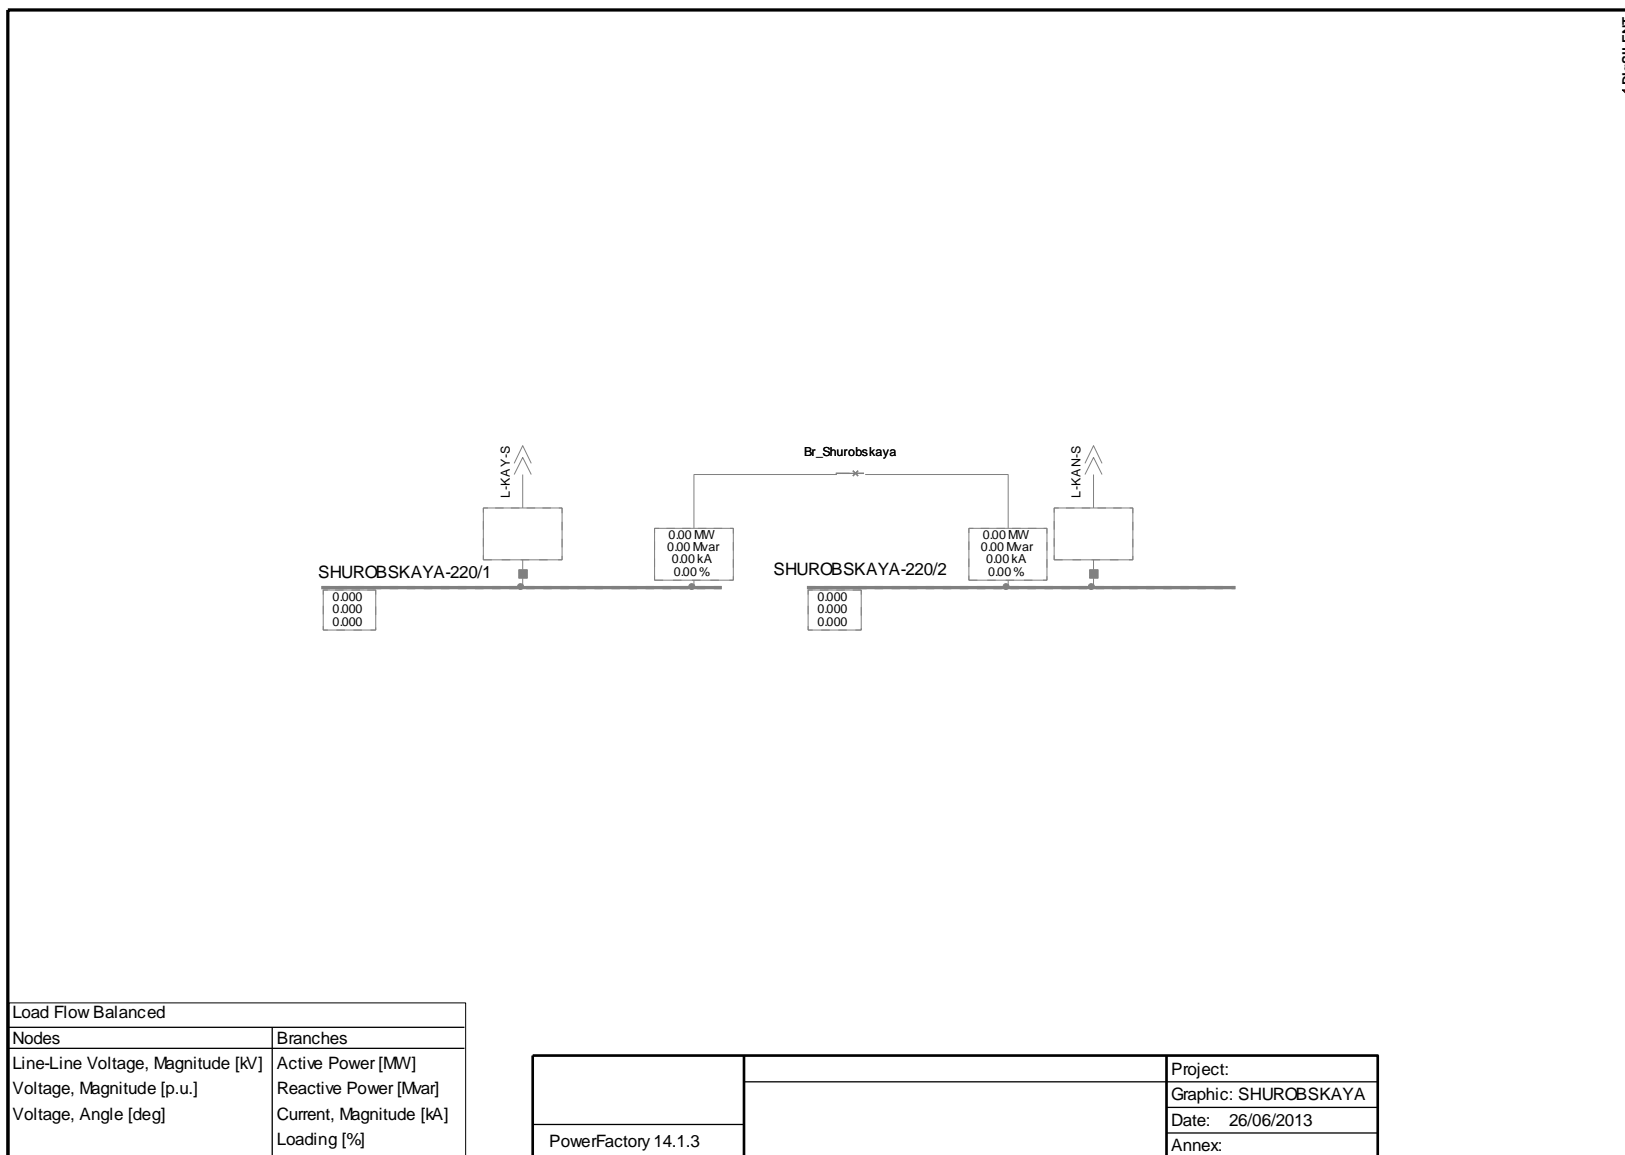 L-KAY-S
Br_Shurobskaya
L-KAN-S
0.00 MW
0.00 Mvar
0.00 kA
0.00 %
0.00 MW
0.00 Mvar
0.00 kA
0.00 %
SHUROBSKAYA-220/1
SHUROBSKAYA-220/2
0.000
0.000
0.000
0.000
0.000
0.000
Load Flow Balanced
Nodes
Branches
Line-Line Voltage, Magnitude [kV]
Active Power [MW]
Voltage, Magnitude [p.u.]
Reactive Power [Mvar]
Voltage, Angle [deg]
Current, Magnitude [kA]
Loading [%]
PowerFactory 14.1.3
Project:
Graphic: SHUROBSKAYA
Date: 26/06/2013
Annex: